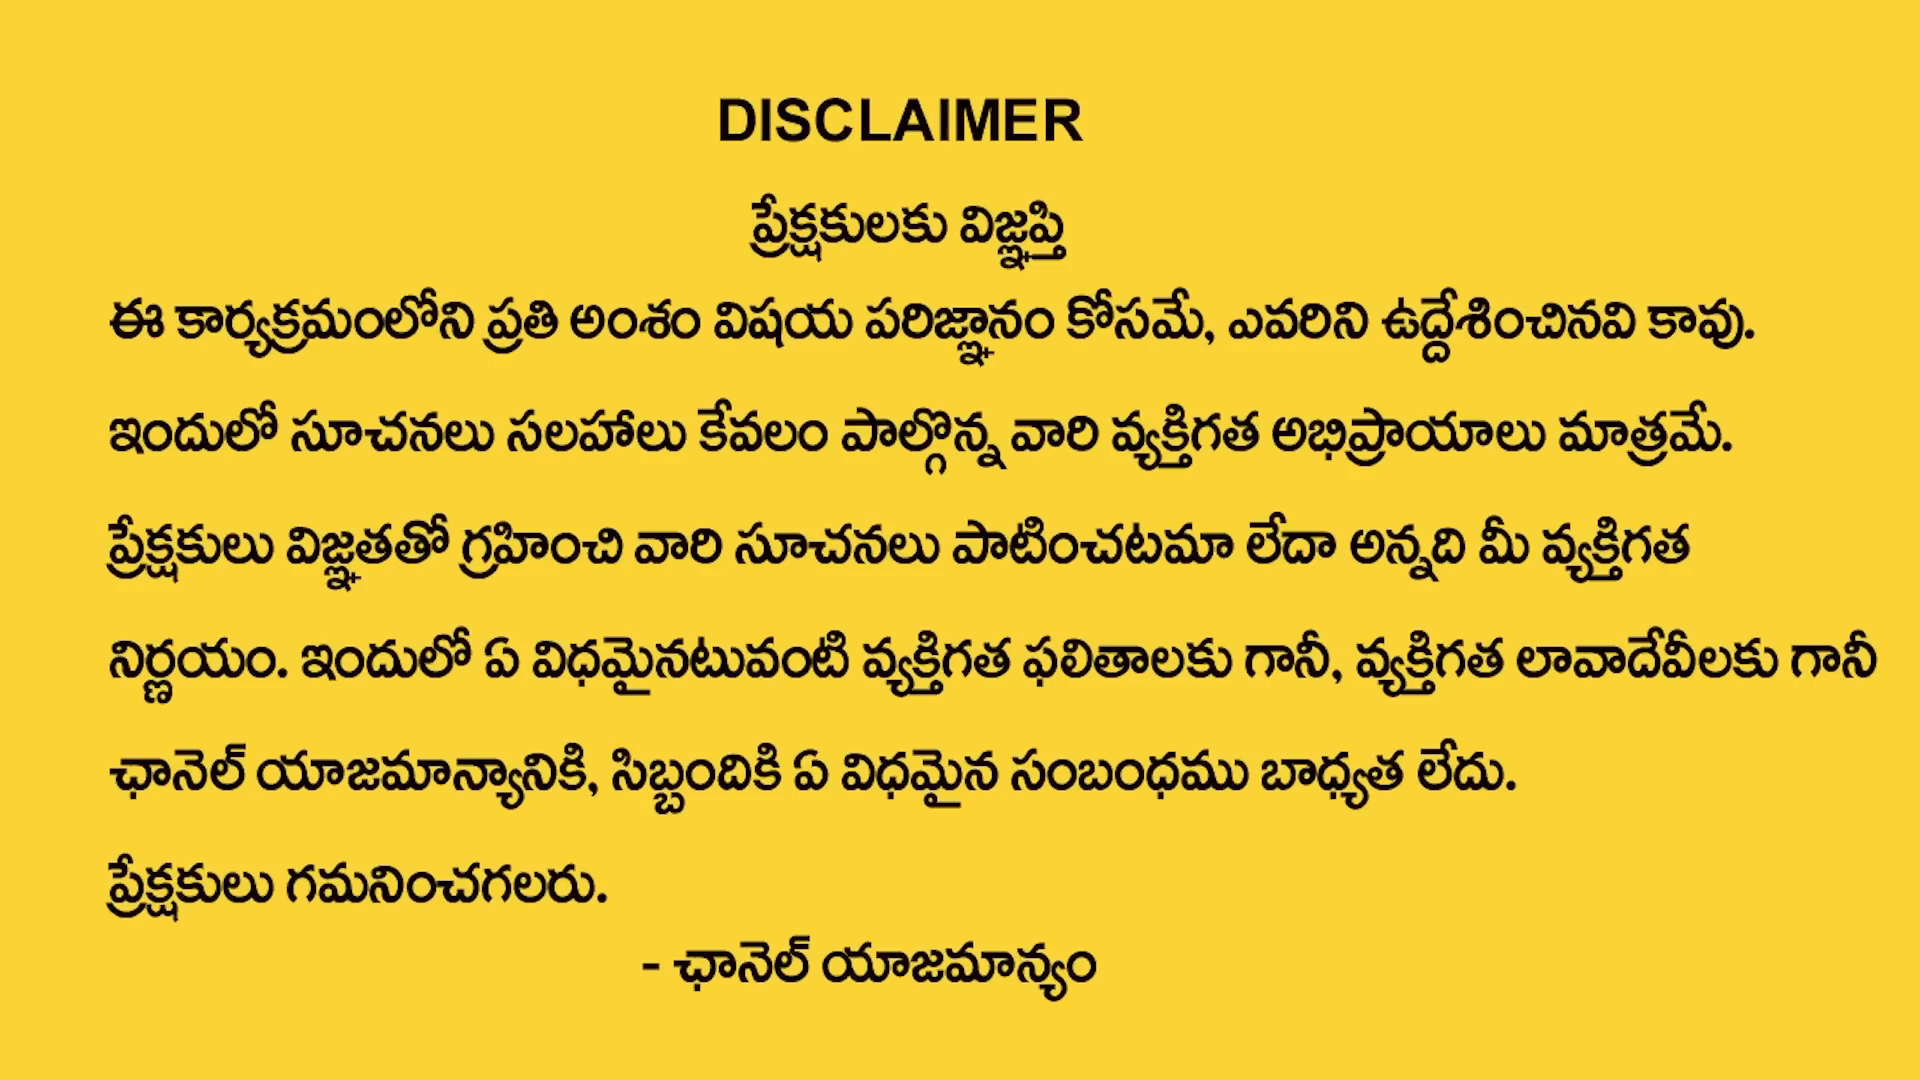 DISCLAIMER
ప్రేక్షకులకు విజ్ఞప్తి
ఈ కార్యక్రమంలోని ప్రతి అంశం విషయ పరిజ్ఞానం కోసమే, ఎవరిని ఉద్దేశించినవి కావు.
ఇందులో సూచనలు సలహాలు కేవలం పాల్గొన్న వారి వ్యక్తిగత అభిప్రాయాలు మాత్రమే.
ప్రేక్షకులు విజ్ఞతతో గ్రహించి వారి సూచనలు పాటించటమా లేదా అన్నది మీ వ్యక్తిగత
నిర్ణయం. ఇందులో ఏ విధమైనటువంటి వ్యక్తిగత ఫలితాలకు గానీ, వ్యక్తిగత లావాదేవీలకు గానీ
ఛానెల్ యాజమాన్యానికి, సిబ్బందికి ఏ విధమైన సంబంధము బాధ్యత లేదు.
ప్రేక్షకులు గమనించగలరు.
- ఛానెల్ యాజమాన్యం